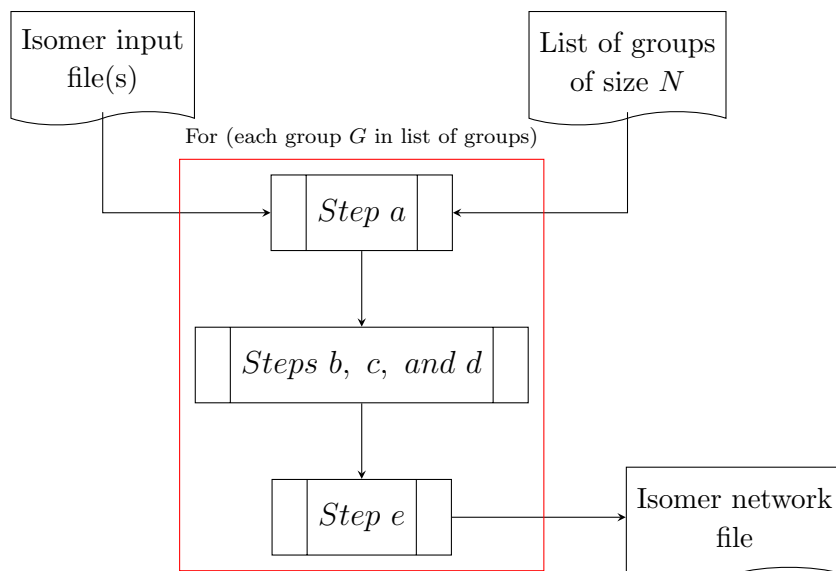 Isomer input
file(s)
List of groups
of size N
For (each group G in list of groups)
Step a
Steps b, c, and d
Step e
Isomer network
file